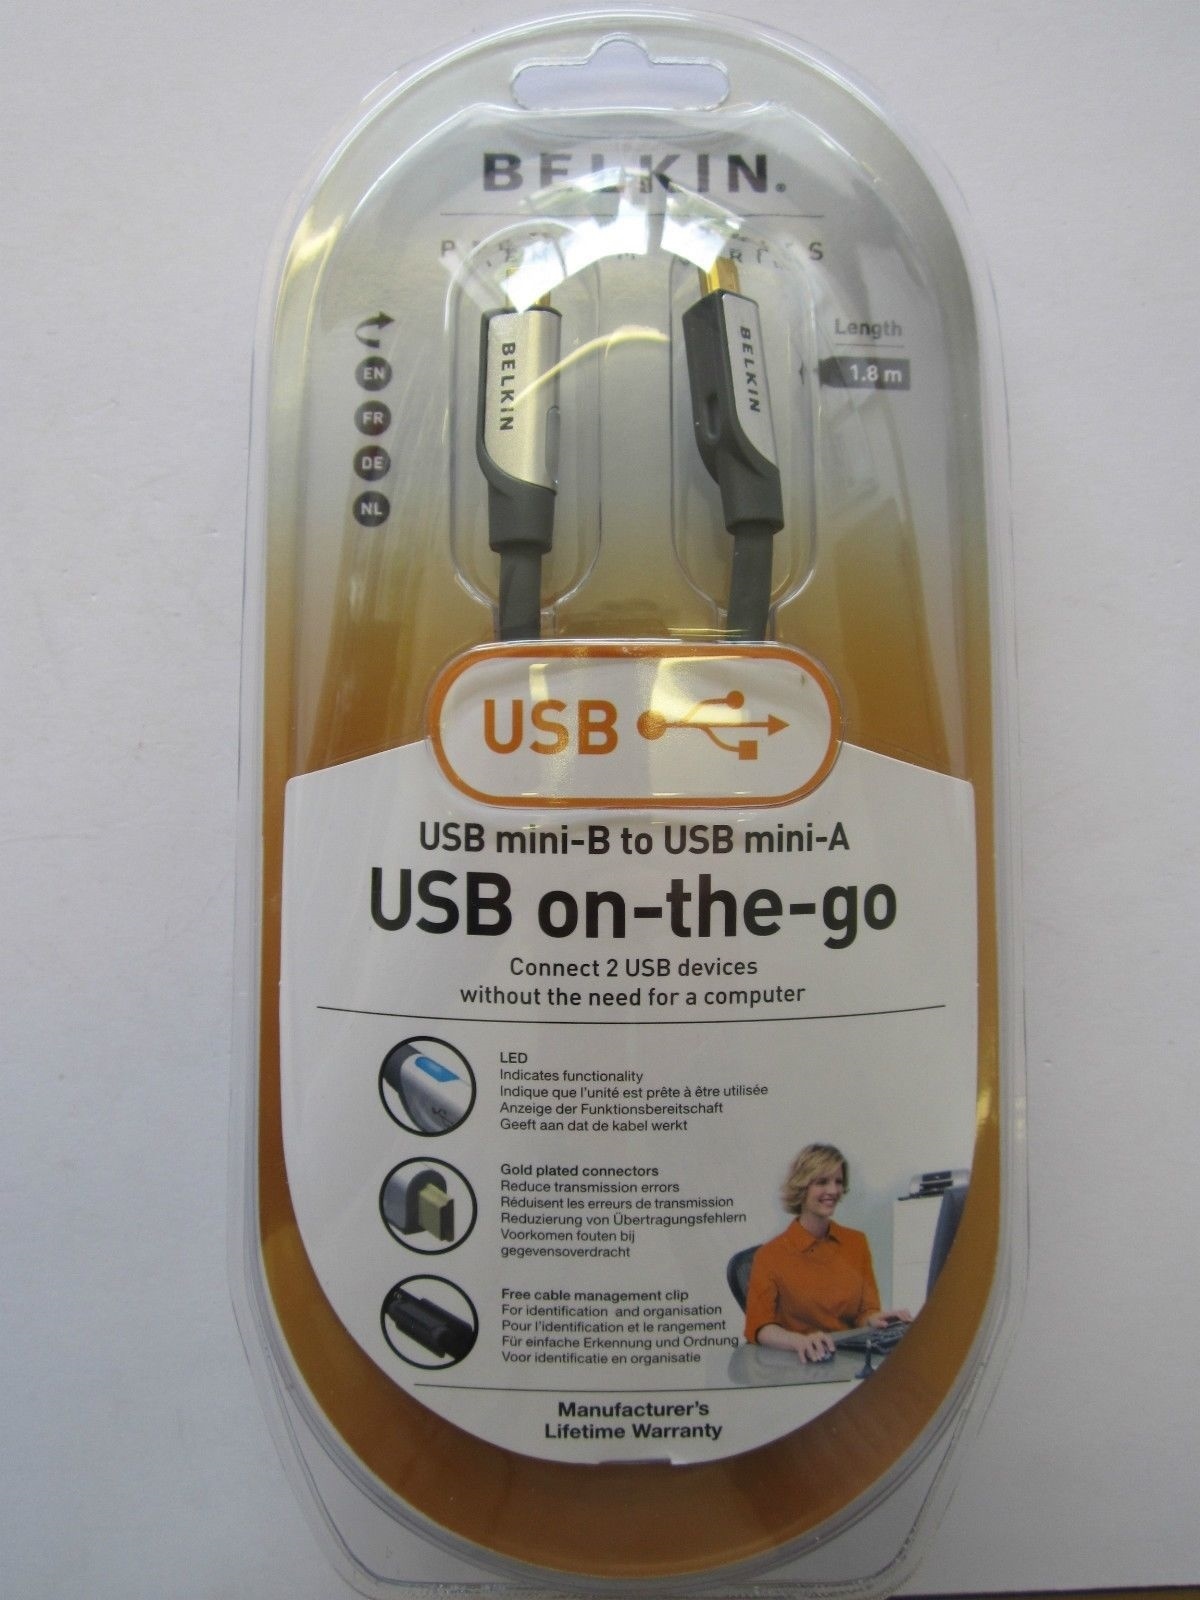 BELKIN®
EN
FR
DE
NL
BELKIN
BELKIN
Length
1.8 m
USB
USB mini-B to USB mini-A
USB on-the-go
Connect 2 USB devices
without the need for a computer
LED
Indicates functionality
Indique que l'unité est prête à être utilisée
Anzeige der Funktionsbereitschaft
Geeft aan dat de kabel werkt
Gold plated connectors
Reduce transmission errors
Réduisent les erreurs de transmission
Reduzierung von Übertragungsfehlern
Voorkomen fouten bij
gegevensoverdracht
Free cable management clip
For identification and organisation
Pour l'identification et le rangement
Für einfache Erkennung und Ordnung
Voor identificatie en organisatie
Manufacturer's
Lifetime Warranty